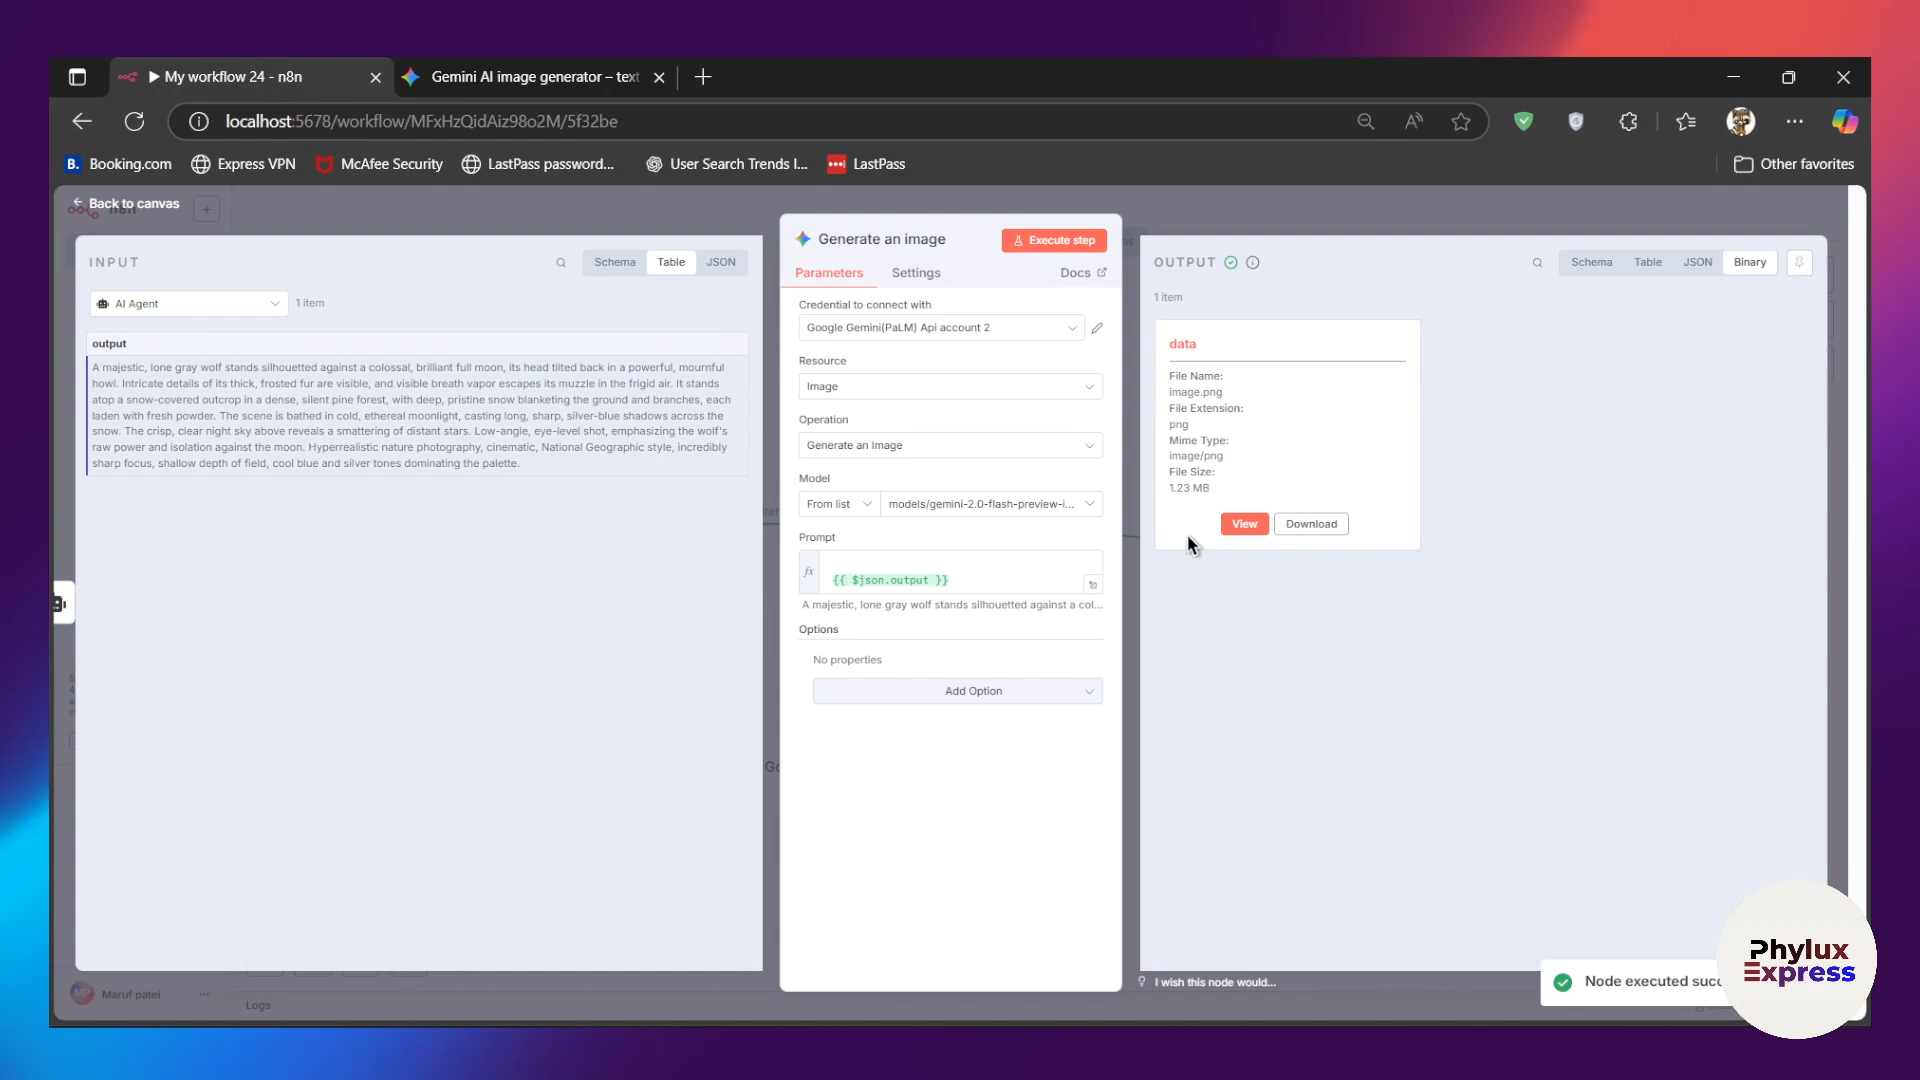 My workflow 24 - n8n
Gemini AI image generator – text
localhost:5678/workflow/MFxHzQidAiz98o2M/5f32be
B. Booking.com
Express VPN
McAfee Security
LastPass password...
User Search Trends I...
LastPass
Other favorites
Back to canvas
n8n
INPUT
Schema
Table
JSON
AI Agent
1 item
output
A majestic, lone gray wolf stands silhouetted against a colossal, brilliant full moon, its head tilted back in a powerful, mournful
howl. Intricate details of its thick, frosted fur are visible, and visible breath vapor escapes its muzzle in the frigid air. It stands
atop a snow-covered outcrop in a dense, silent pine forest, with deep, pristine snow blanketing the ground and branches, each
laden with fresh powder. The scene is bathed in cold, ethereal moonlight, casting long, sharp, silver-blue shadows across the
snow. The crisp, clear night sky above reveals a smattering of distant stars. Low-angle, eye-level shot, emphasizing the wolf's
raw power and isolation against the moon. Hyperrealistic nature photography, cinematic, National Geographic style, incredibly
sharp focus, shallow depth of field, cool blue and silver tones dominating the palette.
Generate an image
Execute step
Parameters
Settings
Docs
Credential to connect with
Google Gemini(PaLM) Api account 2
Resource
Image
Operation
Generate an Image
Model
From list
models/gemini-2.0-flash-preview-i...
Prompt
fx
{{ $json.output }}
A majestic, lone gray wolf stands silhouetted against a col...
Options
No properties
Add Option
OUTPUT
Schema
Table
JSON
Binary
1 item
data
File Name:
image.png
File Extension:
png
Mime Type:
image/png
File Size:
1.23 MB
View
Download
I wish this node would...
MP
Maruf patel
Logs
Node executed succ
Phylux
Express